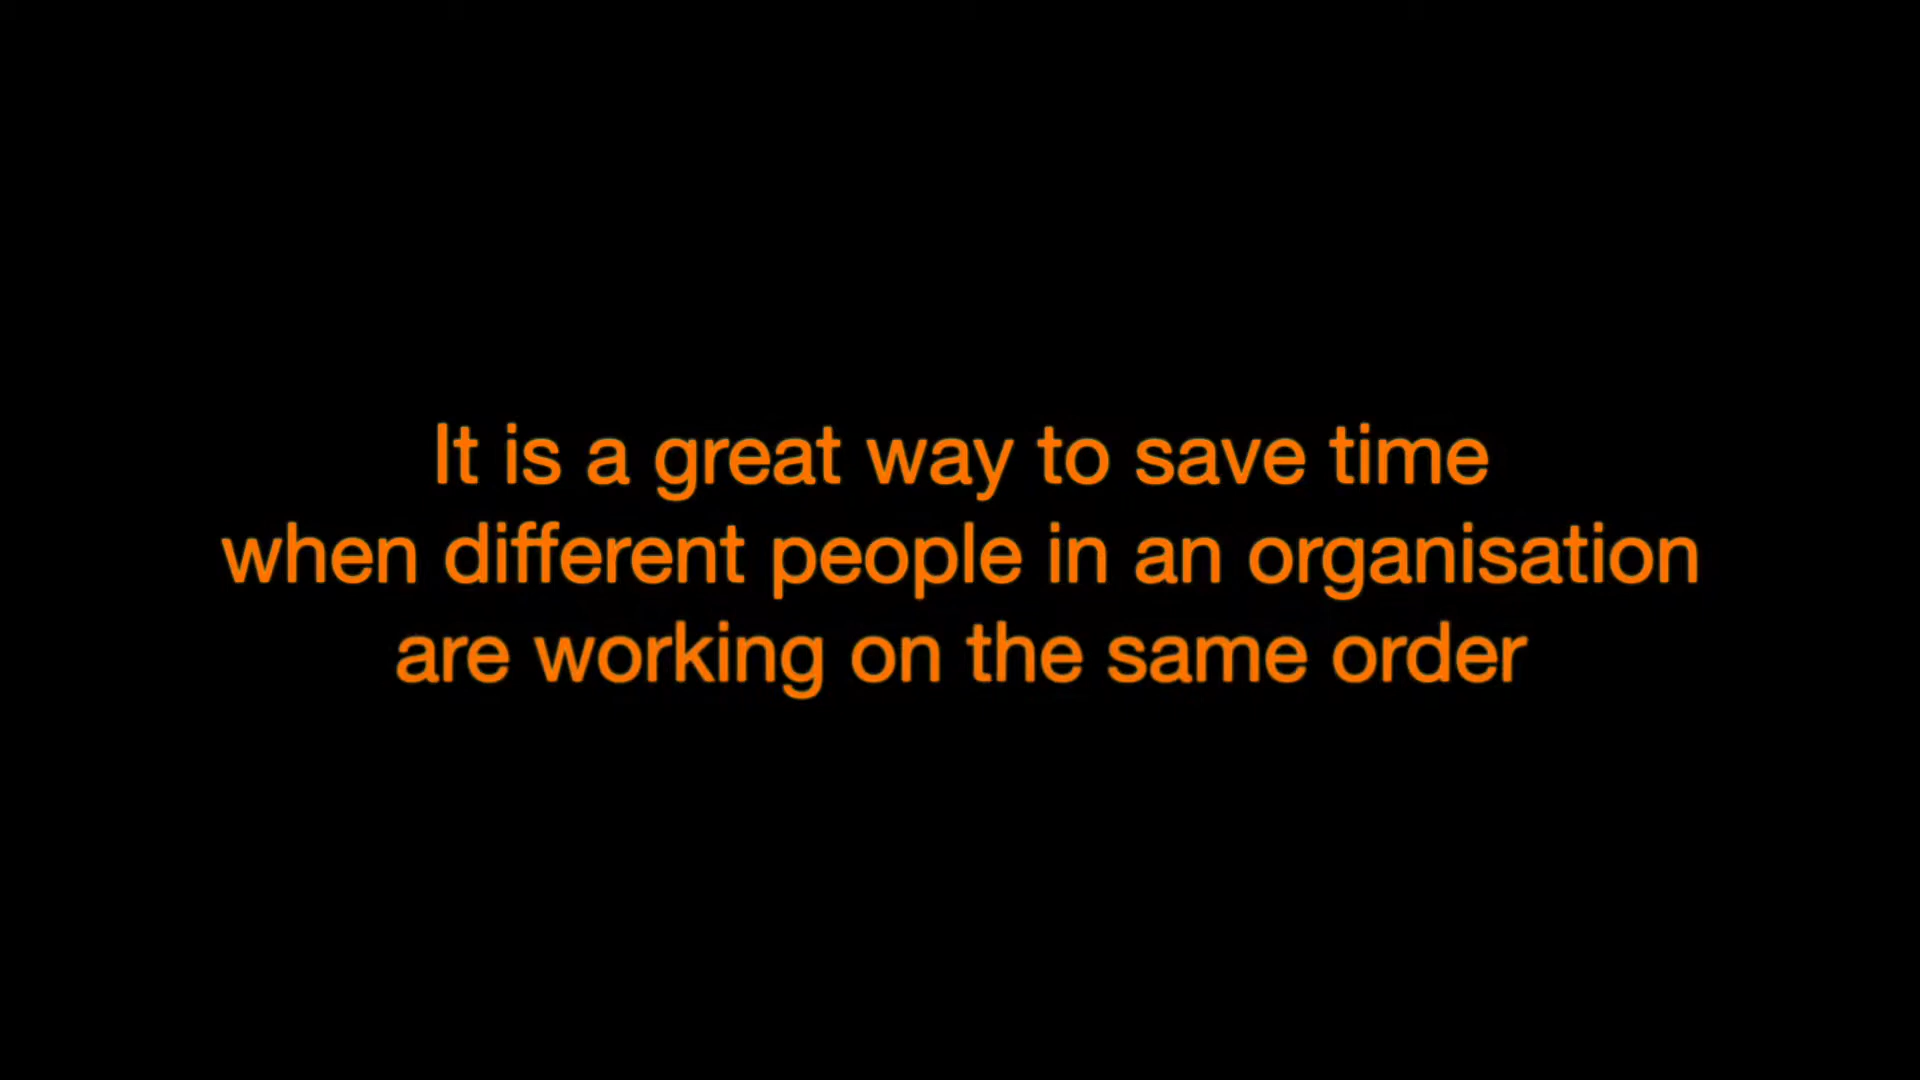 It is a great way to save time
when different people in an organisation
are working on the same order